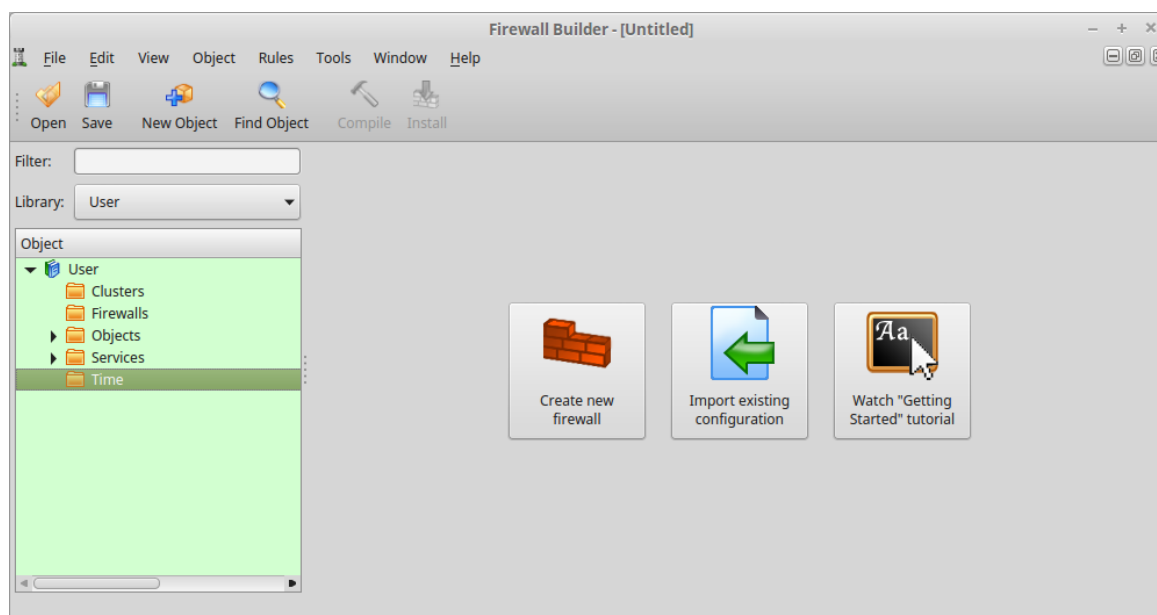 Firewall Builder - [Untitled]
File Edit View Object Rules Tools Window Help
Open Save New Object Find Object Compile Install
Filter:
Library: User
Object
User
Clusters
Firewalls
Objects
Services
Time
Create new
firewall
Import existing
configuration
Aa
Watch "Getting
Started" tutorial